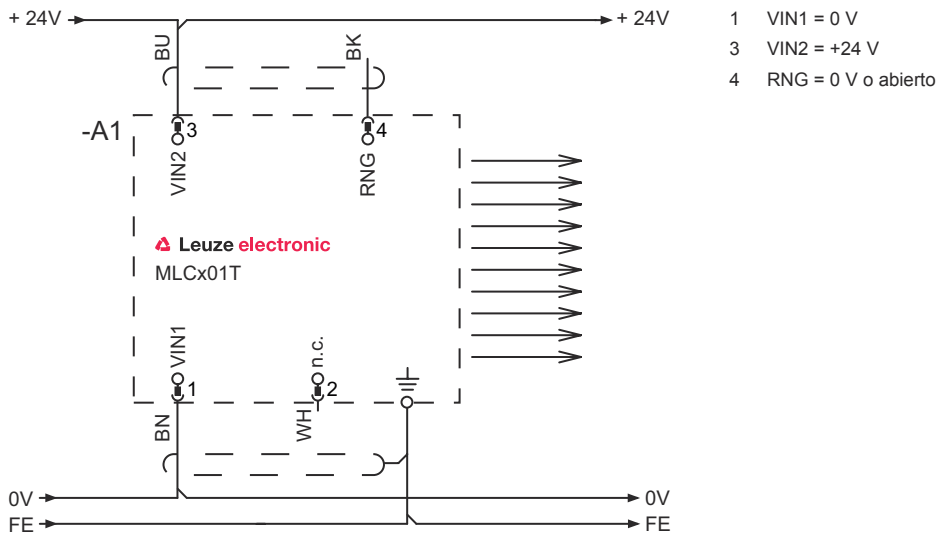 + 24V
+ 24V
1 VIN1 = 0 V
3 VIN2 = +24 V
4 RNG = 0 V o abierto
BU
BK
-A1
3
4
VIN2
RNG
Leuze electronic
MLCx01T
VIN1
n.c.
1
2
BN
WH
0V
0V
FE
FE